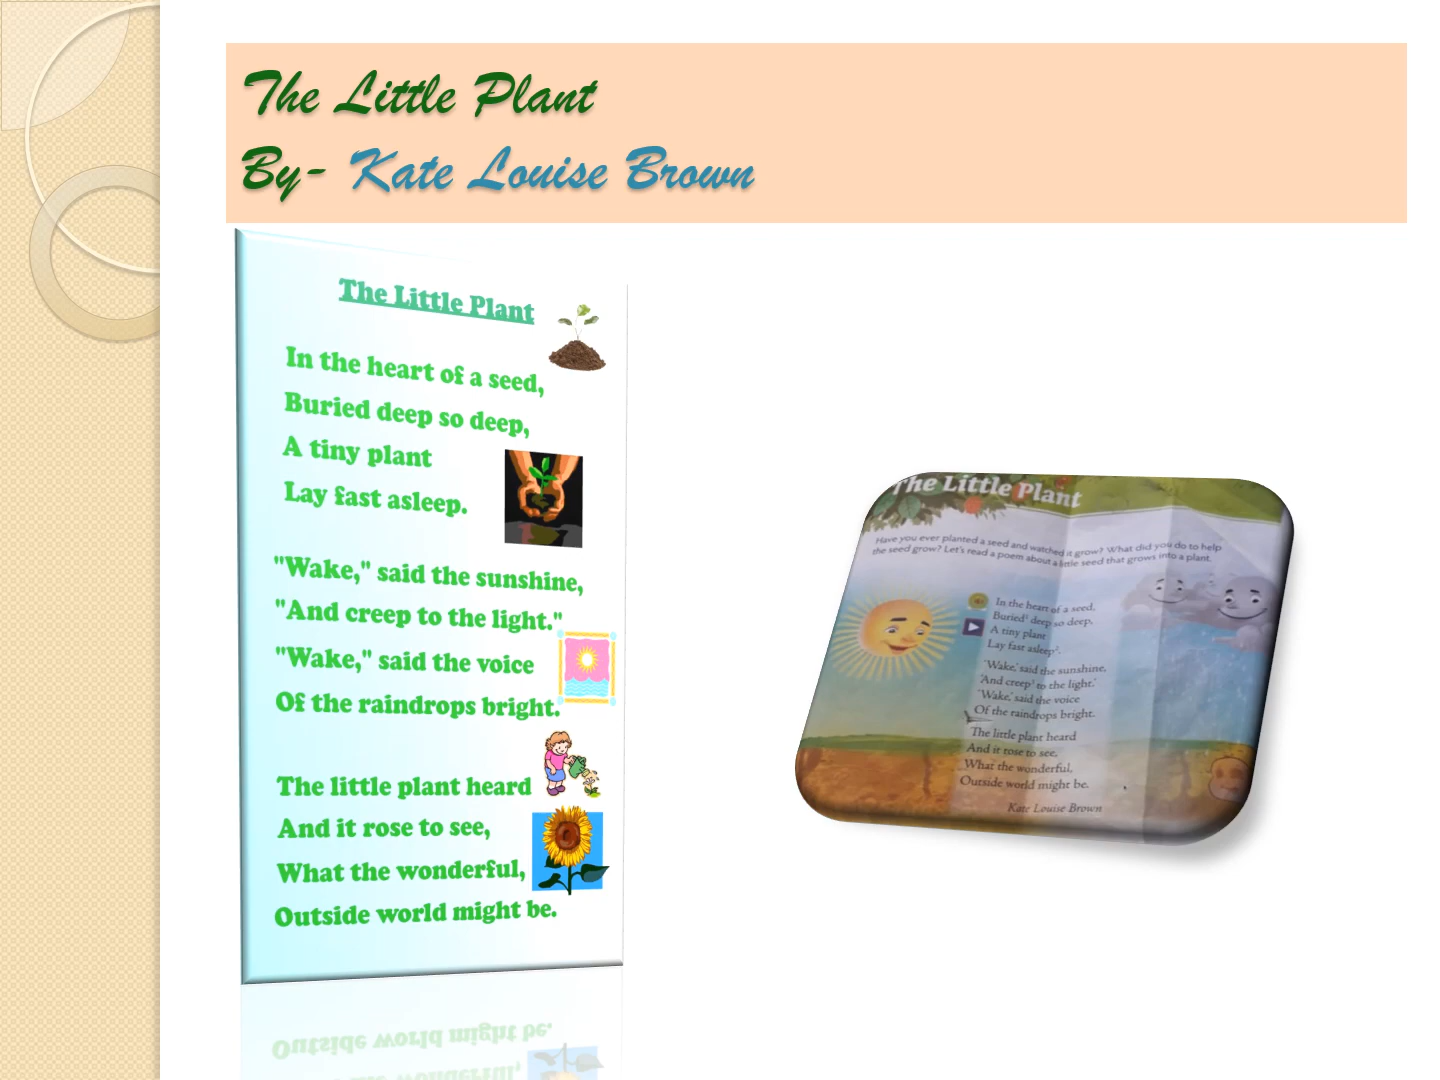 The Little Plant
By- Kate Louise Brown
The Little Plant
In the heart of a seed,
Buried deep so deep,
A tiny plant
Lay fast asleep.
"Wake," said the sunshine,
"And creep to the light."
"Wake," said the voice
Of the raindrops bright.
The little plant heard
And it rose to see,
What the wonderful,
Outside world might be.
The Little Plant
Have you ever planted a seed and watched it grow? What did you do to help
the seed grow? Let's read a poem about a little seed that grows into a plant.
In the heart of a seed,
Buried¹ deep so deep,
A tiny plant
Lay fast asleep².
'Wake,' said the sunshine,
'And creep³ to the light.'
'Wake,' said the voice
Of the raindrops bright.
The little plant heard
And it rose to see,
What the wonderful,
Outside world might be.
Kate Louise Brown